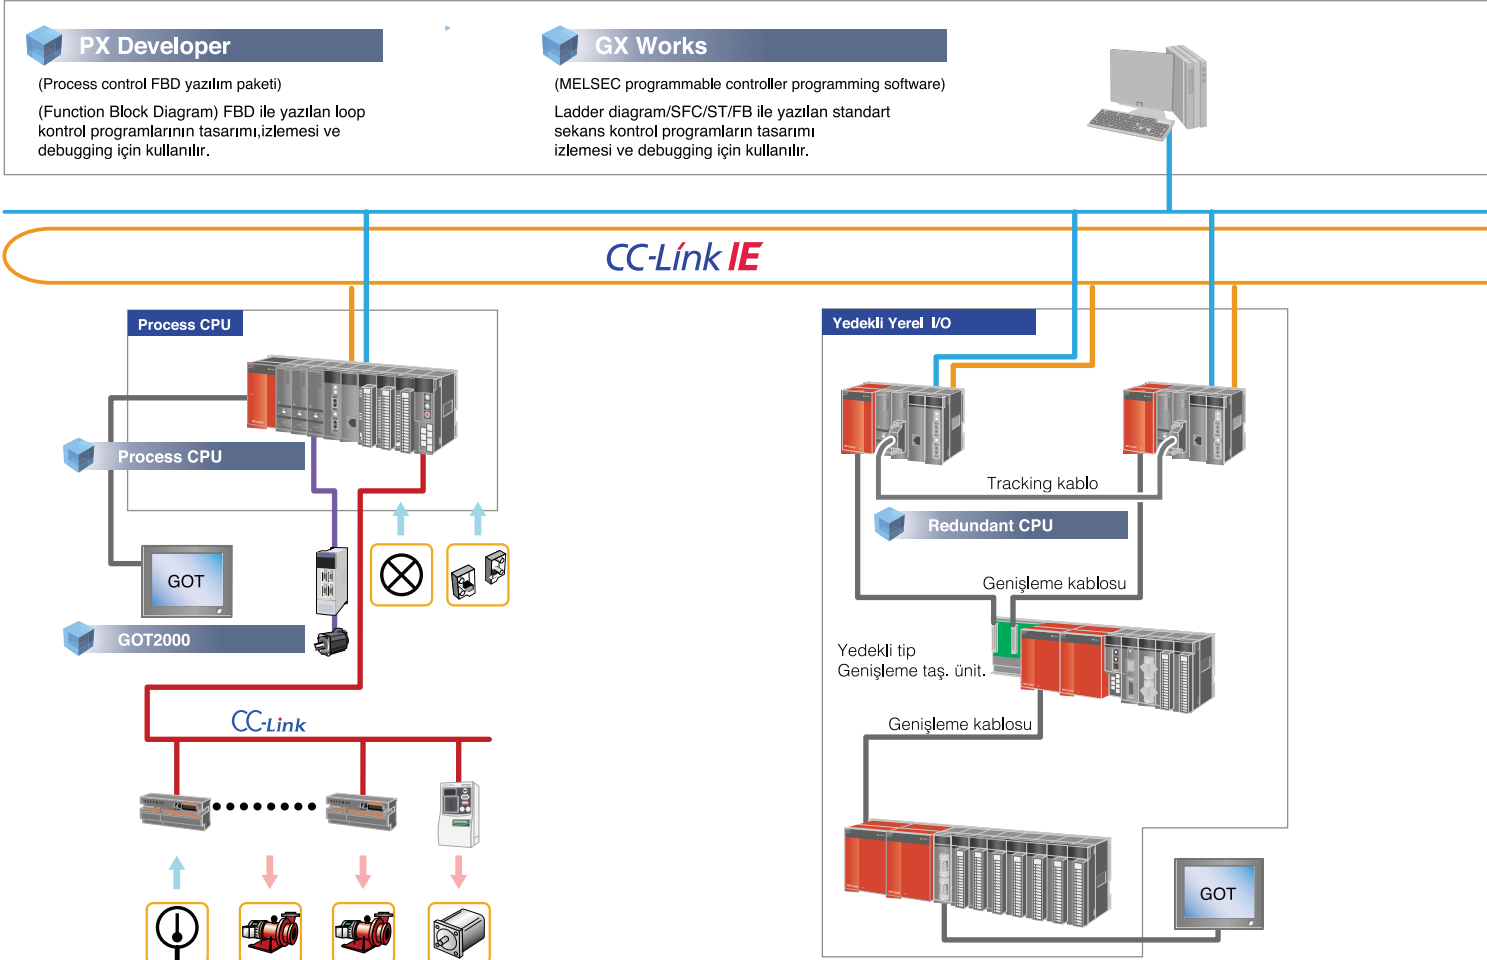 PX Developer
(Process control FBD yazılım paketi)
(Function Block Diagram) FBD ile yazılan loop
kontrol programlarının tasarımı,izlemesi ve
debugging için kullanılır.
GX Works
(MELSEC programmable controller programming software)
Ladder diagram/SFC/ST/FB ile yazılan standart
sekans kontrol programların tasarımı
izlemesi ve debugging için kullanılır.
CC-Link IE
Process CPU
Process CPU
GOT
GOT2000
CC-Link
Yedekli Yerel I/O
Tracking kablo
Redundant CPU
Genişleme kablosu
Yedekli tip
Genişleme taş. ünit.
Genişleme kablosu
GOT